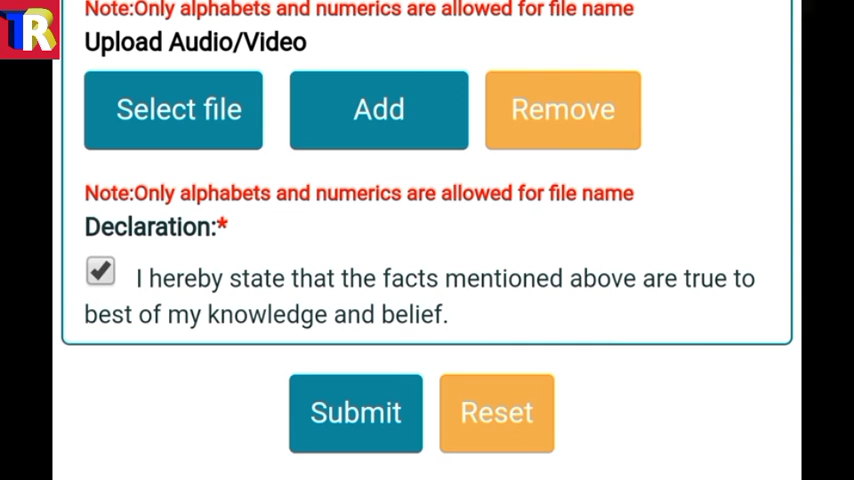 TR
Note:Only alphabets and numerics are allowed for file name
Upload Audio/Video
Select file Add Remove
Note:Only alphabets and numerics are allowed for file name
Declaration:*
I hereby state that the facts mentioned above are true to
best of my knowledge and belief.
Submit Reset